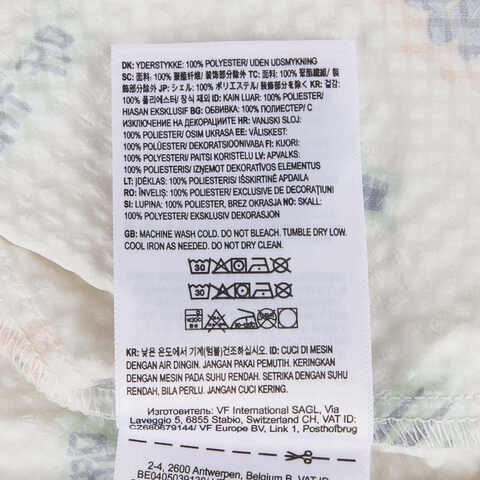 DK: YDERSTYKKE: 100% POLYESTER/ UDEN UDSMYKNING
SC: 面料: 100% 聚酯纤维/ 装饰部分除外 TC: 面料: 100% 聚酯纖維/ 裝
飾部分除外 JP: シェル: 100% ポリエステル/ 装飾部分を除く KR: 겉감:
100% 폴리에스터/ 장식 제외 ID: KAIN LUAR: 100% POLYESTER/
HIASAN EKSKLUSIF BG: ОБВИВКА: 100% ПОЛИЕСТЕР/ С
ИЗКЛЮЧЕНИЕ НА ДЕКОРАЦИИТЕ HR: VANJSKI SLOJ:
100% POLIESTER/ OSIM UKRASA EE: VÄLISKEST:
100% POLÜESTER/ DEKORATSIOONIVABA FI: KUORI:
100% POLYESTERI/ PAITSI KORISTELU LV: APVALKS:
100% POLIESTERIS/ IZŅEMOT DEKORATĪVOS ELEMENTUS
LT: ĮDĖKLAS: 100% POLIESTERIS/ IŠSKIRTINĖ APDAILA
RO: ÎNVELIŞ: 100% POLIESTER/ EXCLUSIVE DE DECORAŢIUNI
SI: LUPINA: 100% POLIESTER, BREZ OKRASJA NO: SKALL:
100% POLYESTER/ EKSKLUSIV DEKORASJON
GB: MACHINE WASH COLD. DO NOT BLEACH. TUMBLE DRY LOW.
COOL IRON AS NEEDED. DO NOT DRY CLEAN.
30
30
KR: 낮은 온도에서 기계(텀블)건조하십시오. ID: CUCI DI MESIN
DENGAN AIR DINGIN. JANGAN PAKAI PEMUTIH. KERINGKAN
DENGAN MESIN PADA SUHU RENDAH. SETRIKA DENGAN SUHU
RENDAH, BILA PERLU. JANGAN CUCI KERING.
Изготовитель: VF International SAGL, Via
Laveggio 5, 6855 Stabio, Switzerland CH, VAT ID:
CZ680679144/ VF Europe BV, Link 1, Posthofbrug
2-4, 2600 Antwerpen, Belgium B, VAT ID: